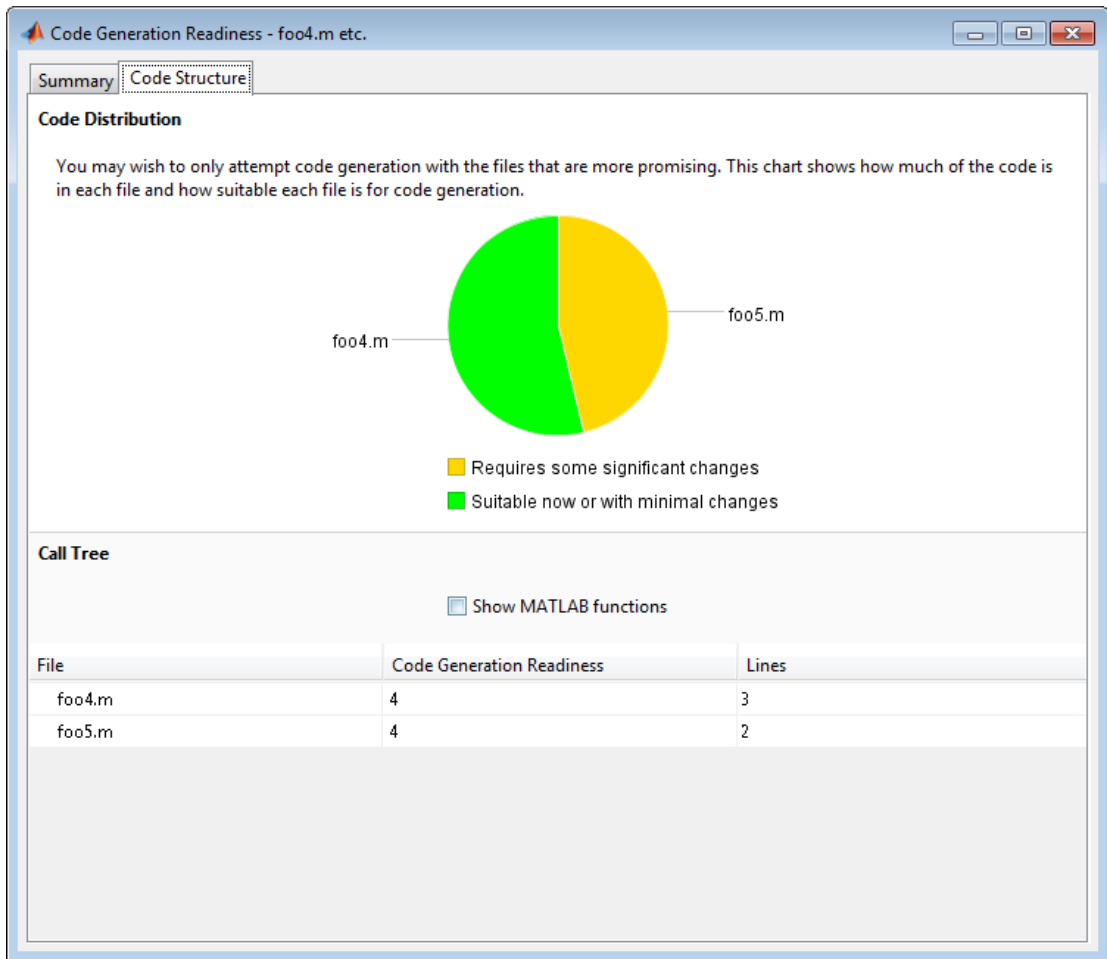 Code Generation Readiness - foo4.m etc.
Summary
Code Structure
Code Distribution
You may wish to only attempt code generation with the files that are more promising. This chart shows how much of the code is
in each file and how suitable each file is for code generation.
foo5.m
foo4.m
Requires some significant changes
Suitable now or with minimal changes
Call Tree
Show MATLAB functions
File Code Generation Readiness Lines
foo4.m 4 3
foo5.m 4 2